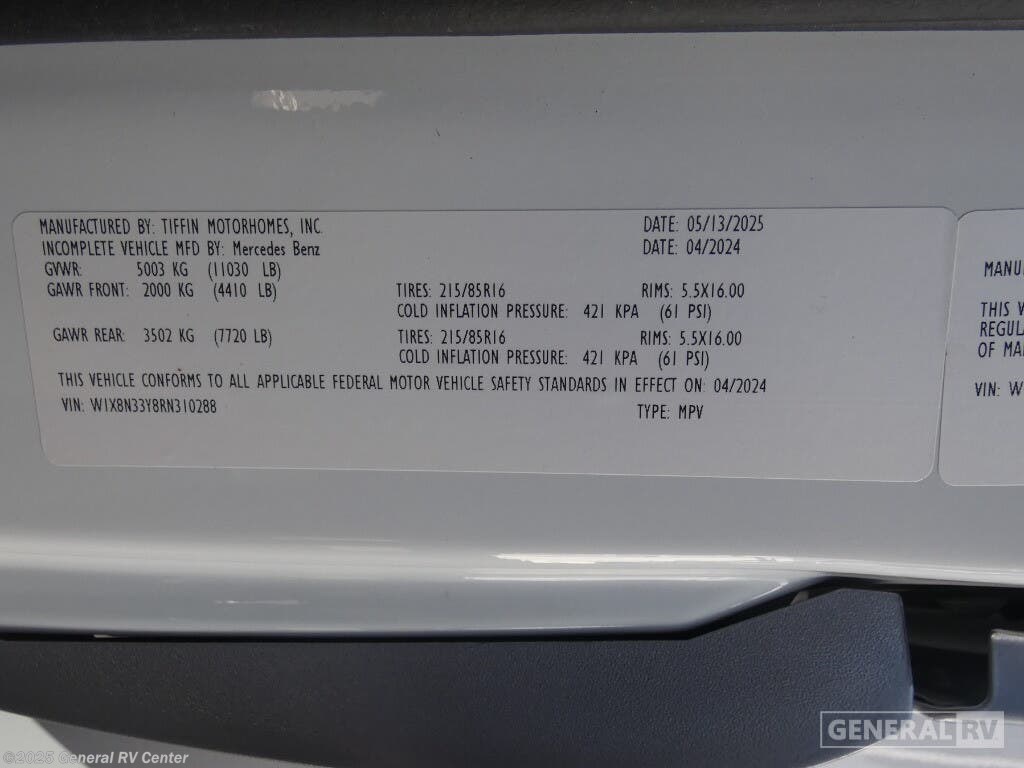 MANUFACTURED BY: TIFFIN MOTORHOMES, INC. DATE: 05/13/2025
INCOMPLETE VEHICLE MFD BY: Mercedes Benz DATE: 04/2024
GVWR: 5003 KG (11030 LB)
GAWR FRONT: 2000 KG (4410 LB) TIRES: 215/85R16 RIMS: 5.5X16.00
COLD INFLATION PRESSURE: 421 KPA (61 PSI)
GAWR REAR: 3502 KG (7720 LB) TIRES: 215/85R16 RIMS: 5.5X16.00
COLD INFLATION PRESSURE: 421 KPA (61 PSI)
THIS VEHICLE CONFORMS TO ALL APPLICABLE FEDERAL MOTOR VEHICLE SAFETY STANDARDS IN EFFECT ON: 04/2024
VIN: W1X8N33Y8RN310288 TYPE: MPV
MANU
THIS V
REGUL
OF MA
VIN: W
GENERAL RV
©2025 General RV Center